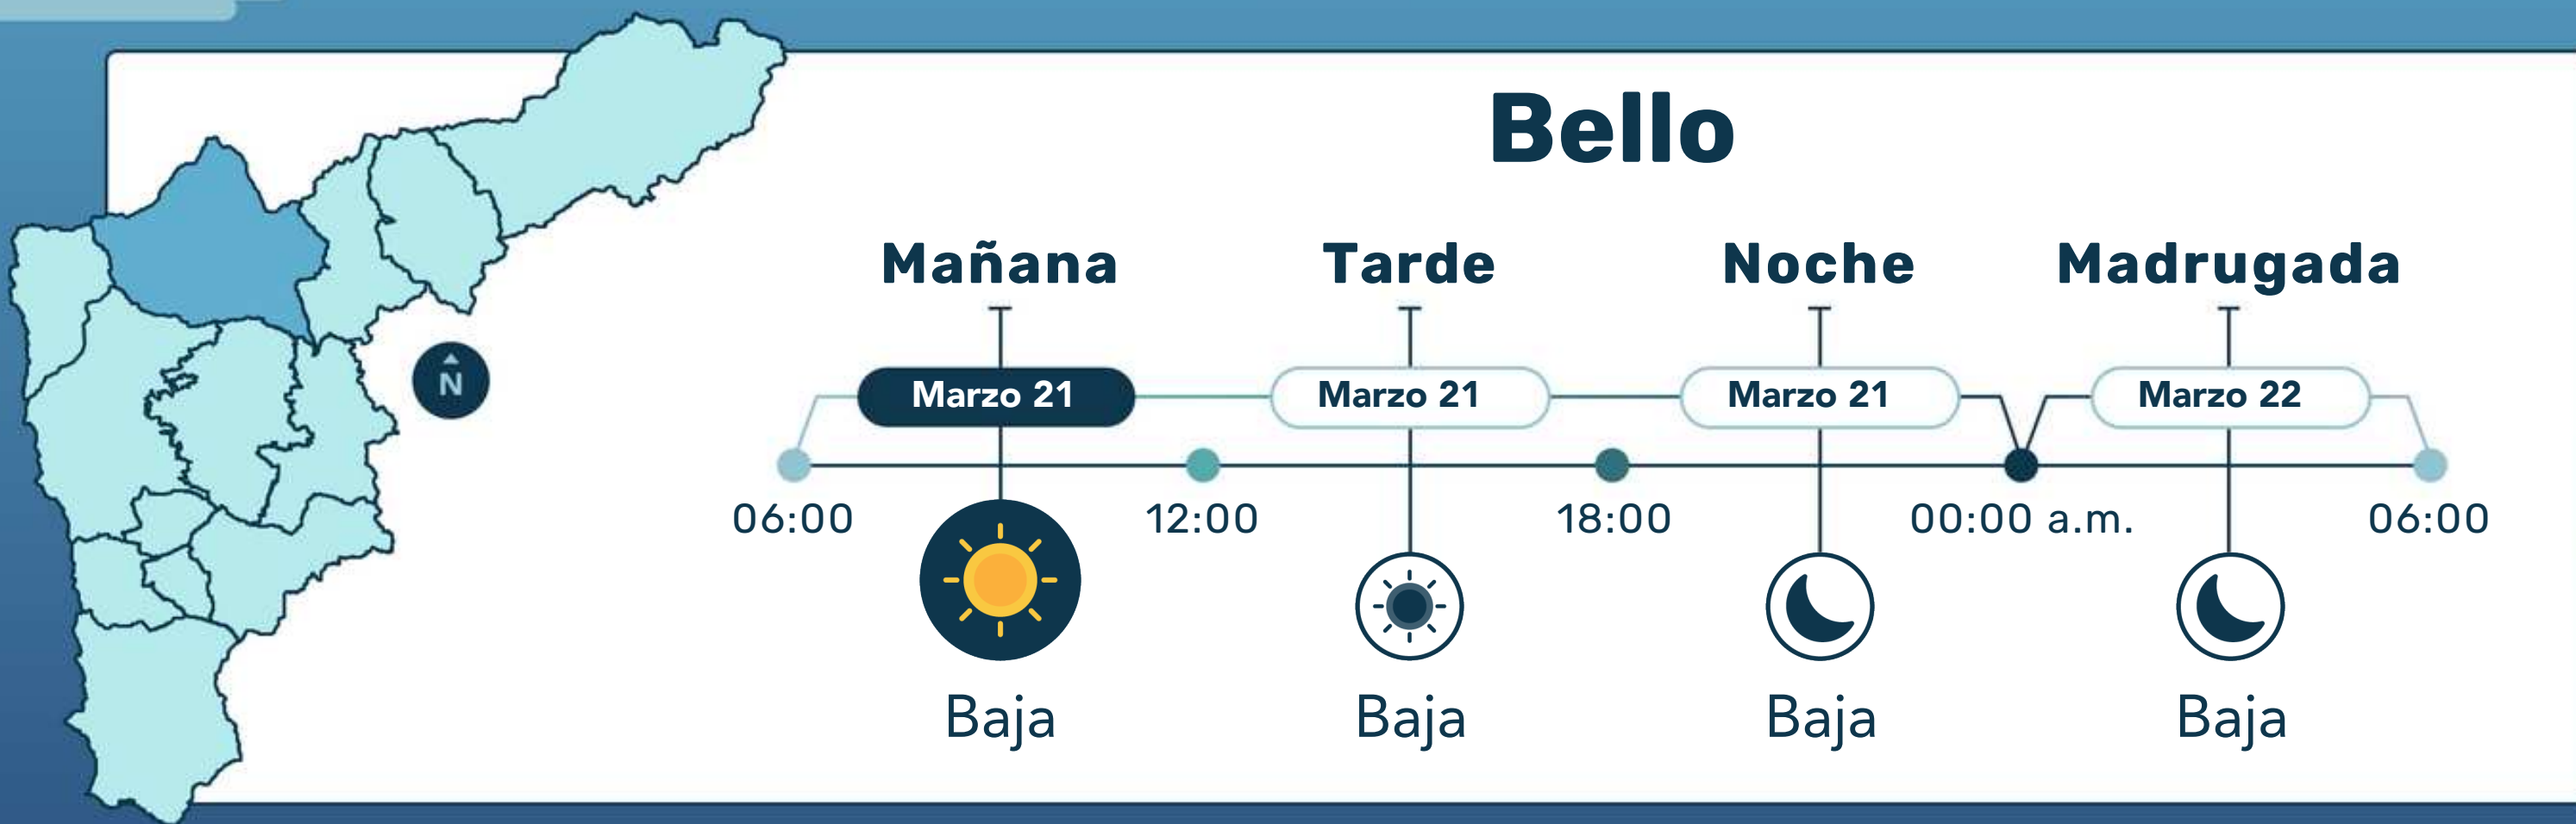 Bello
Mañana Tarde Noche Madrugada
N
Marzo 21 Marzo 21 Marzo 21 Marzo 22
06:00 12:00 18:00 00:00 a.m. 06:00
Baja Baja Baja Baja